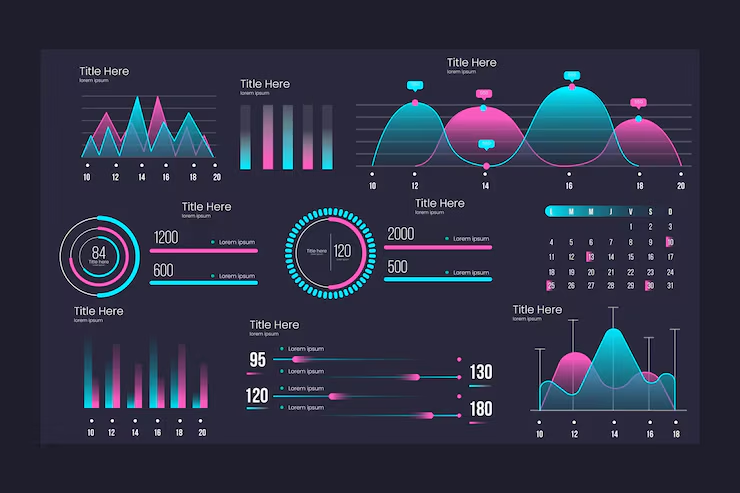 Title Here
lorem ipsum
10 12 14 16 18 20
Title Here
lorem ipsum
Title Here
lorem ipsum
10 12 14 16 18 20
84
Title here
Title Here
lorem ipsum
1200 Lorem ipsum
600 Lorem ipsum
Title here
120
Title Here
lorem ipsum
2000 Lorem ipsum
500 Lorem ipsum
M M J V S D
1 2 3
4 5 6 7 8 9 10
11 12 13 14 15 16 17
18 19 20 21 22 23 24
25 26 27 28 29 30 31
Title Here
lorem ipsum
10 12 14 16 18 20
Title Here
lorem ipsum
95 Lorem ipsum
Lorem ipsum 130
120 Lorem ipsum
Lorem ipsum 180
Title Here
lorem ipsum
10 12 14 16 18